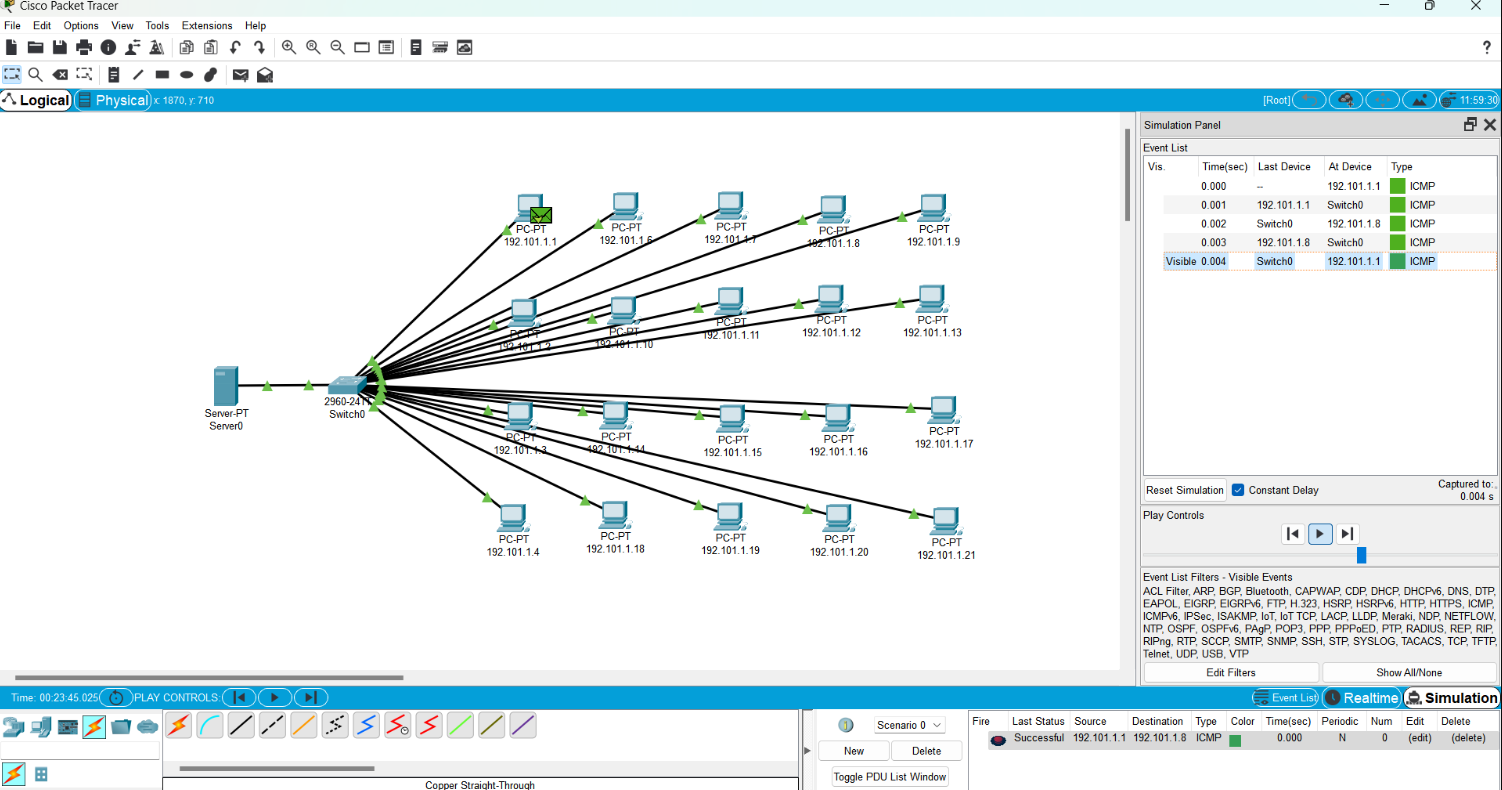 Cisco Packet Tracer
File Edit Options View Tools Extensions Help
?
Logical Physical x: 1870, y: 710 [Root] 11:59:30
PC-PT
192.101.1.1
PC-PT
192.101.1.6
PC-PT
192.101.1.7
PC-PT
192.101.1.8
PC-PT
192.101.1.9
PC-PT
192.101.1.2
PC-PT
192.101.1.10
PC-PT
192.101.1.11
PC-PT
192.101.1.12
PC-PT
192.101.1.13
Server-PT
Server0
2960-24TT
Switch0
PC-PT
192.101.1.3
PC-PT
192.101.1.14
PC-PT
192.101.1.15
PC-PT
192.101.1.16
PC-PT
192.101.1.17
PC-PT
192.101.1.4
PC-PT
192.101.1.18
PC-PT
192.101.1.19
PC-PT
192.101.1.20
PC-PT
192.101.1.21
Simulation Panel
Event List
Vis. Time(sec) Last Device At Device Type
0.000 -- 192.101.1.1 ICMP
0.001 192.101.1.1 Switch0 ICMP
0.002 Switch0 192.101.1.8 ICMP
0.003 192.101.1.8 Switch0 ICMP
Visible 0.004 Switch0 192.101.1.1 ICMP
Reset Simulation Constant Delay Captured to:
0.004 s
Play Controls
Event List Filters - Visible Events
ACL Filter, ARP, BGP, Bluetooth, CAPWAP, CDP, DHCP, DHCPv6, DNS, DTP,
EAPOL, EIGRP, EIGRPv6, FTP, H.323, HSRP, HSRPv6, HTTP, HTTPS, ICMP,
ICMPv6, IPSec, ISAKMP, IoT, IoT TCP, LACP, LLDP, Meraki, NDP, NETFLOW,
NTP, OSPF, OSPFv6, PAgP, POP3, PPP, PPPoED, PTP, RADIUS, REP, RIP,
RIPng, RTP, SCCP, SMTP, SNMP, SSH, STP, SYSLOG, TACACS, TCP, TFTP,
Telnet, UDP, USB, VTP
Edit Filters Show All/None
Time: 00:23:45.025 PLAY CONTROLS: Event List Realtime Simulation
Scenario 0
New Delete
Toggle PDU List Window
Fire Last Status Source Destination Type Color Time(sec) Periodic Num Edit Delete
Successful 192.101.1.1 192.101.1.8 ICMP 0.000 N 0 (edit) (delete)
Copper Straight-Through